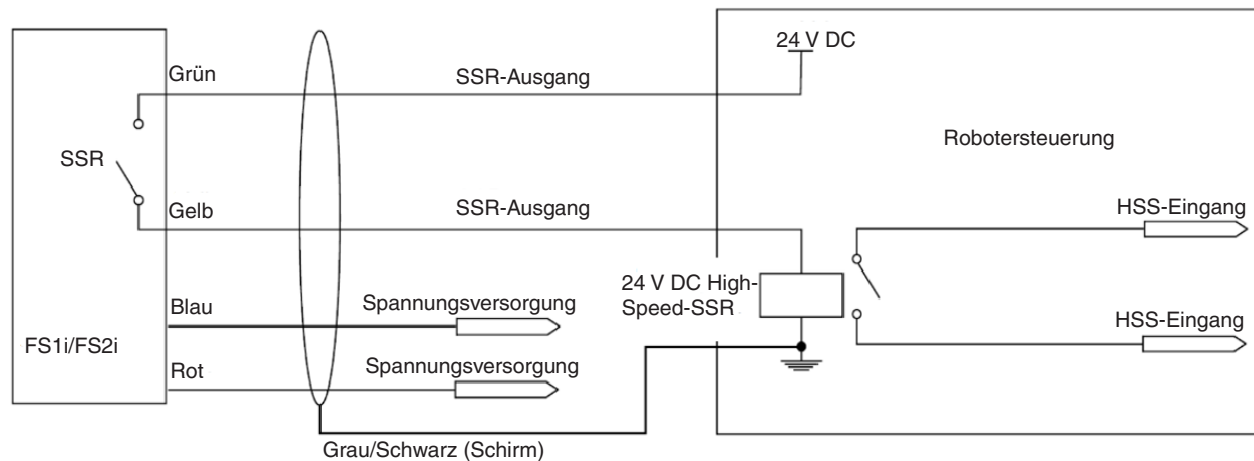 24 V DC
Grün
SSR-Ausgang
Robotersteuerung
SSR
HSS-Eingang
Gelb
SSR-Ausgang
24 V DC High-
Speed-SSR
Blau
Spannungsversorgung
HSS-Eingang
FS1i/FS2i
Rot
Spannungsversorgung
Grau/Schwarz (Schirm)